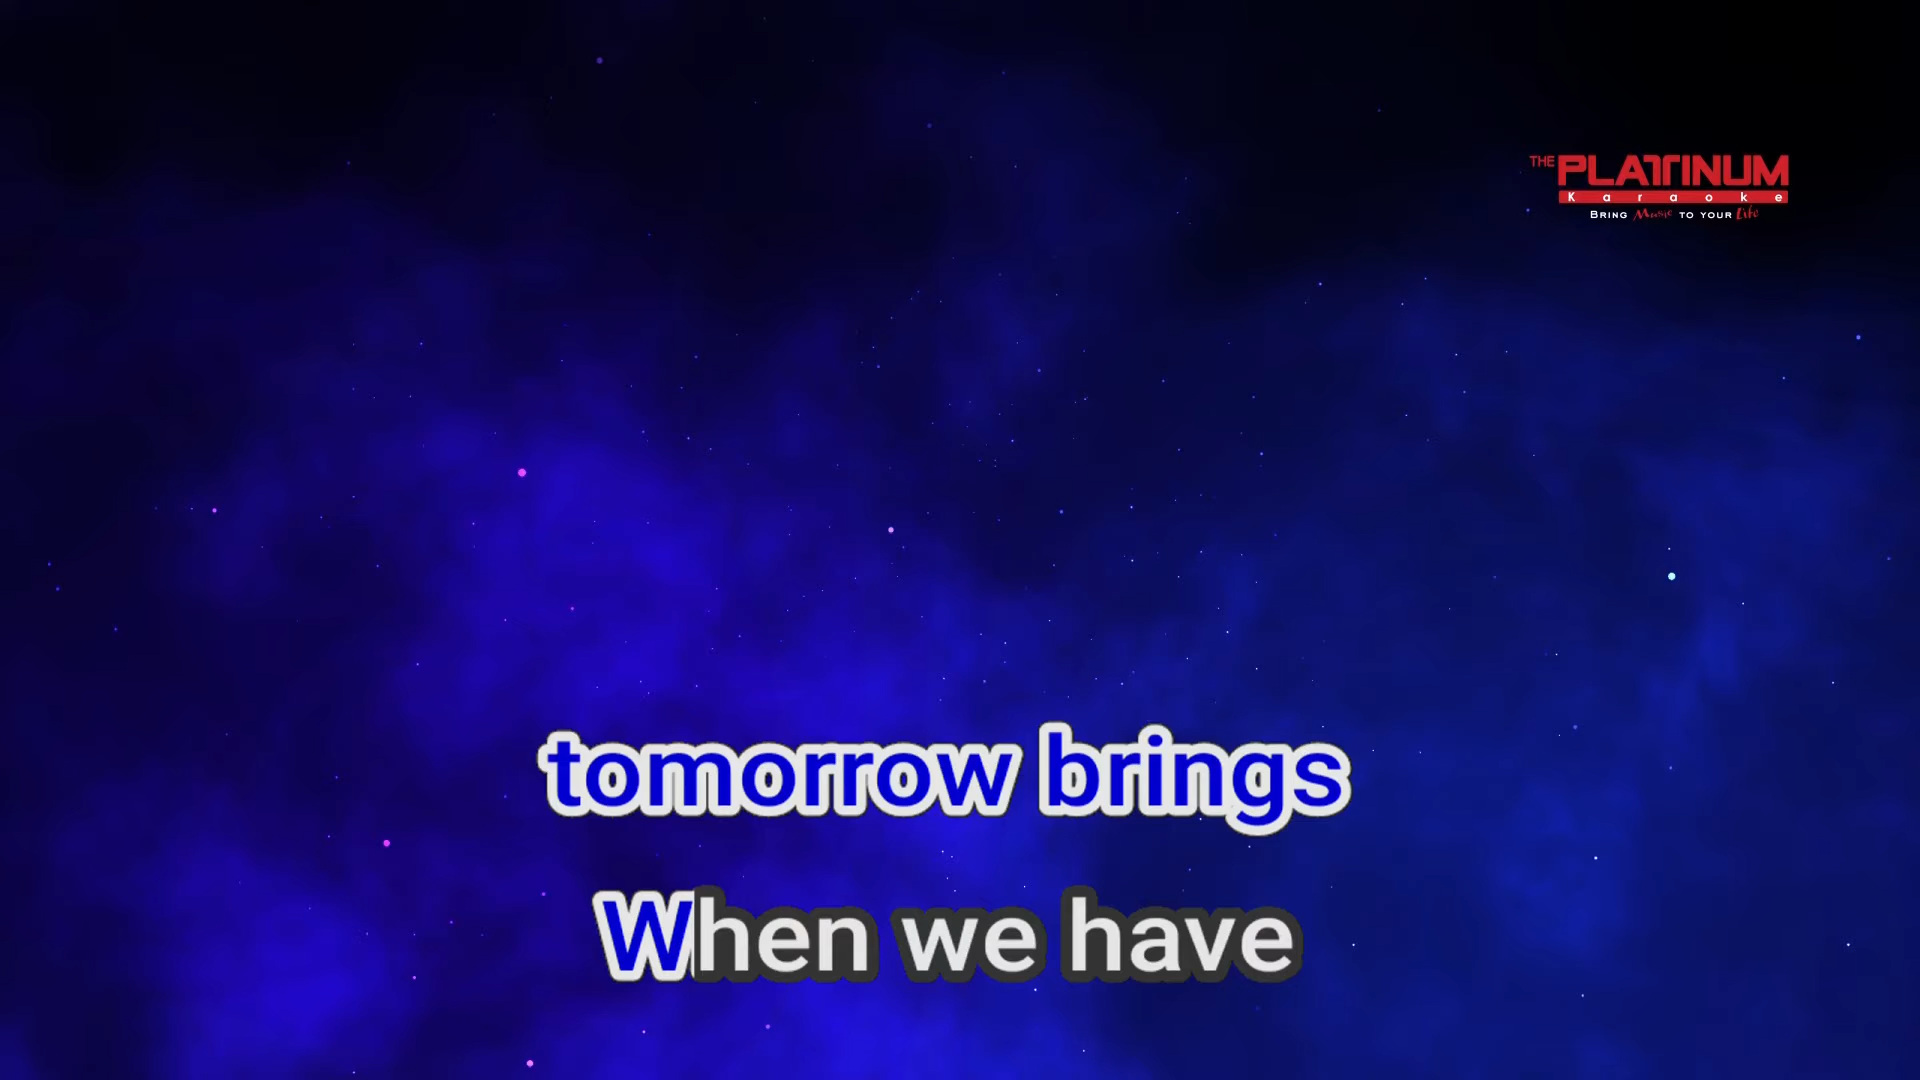 THE PLATINUM
Karaoke
BRING Music TO YOUR Life
tomorrow brings
When we have